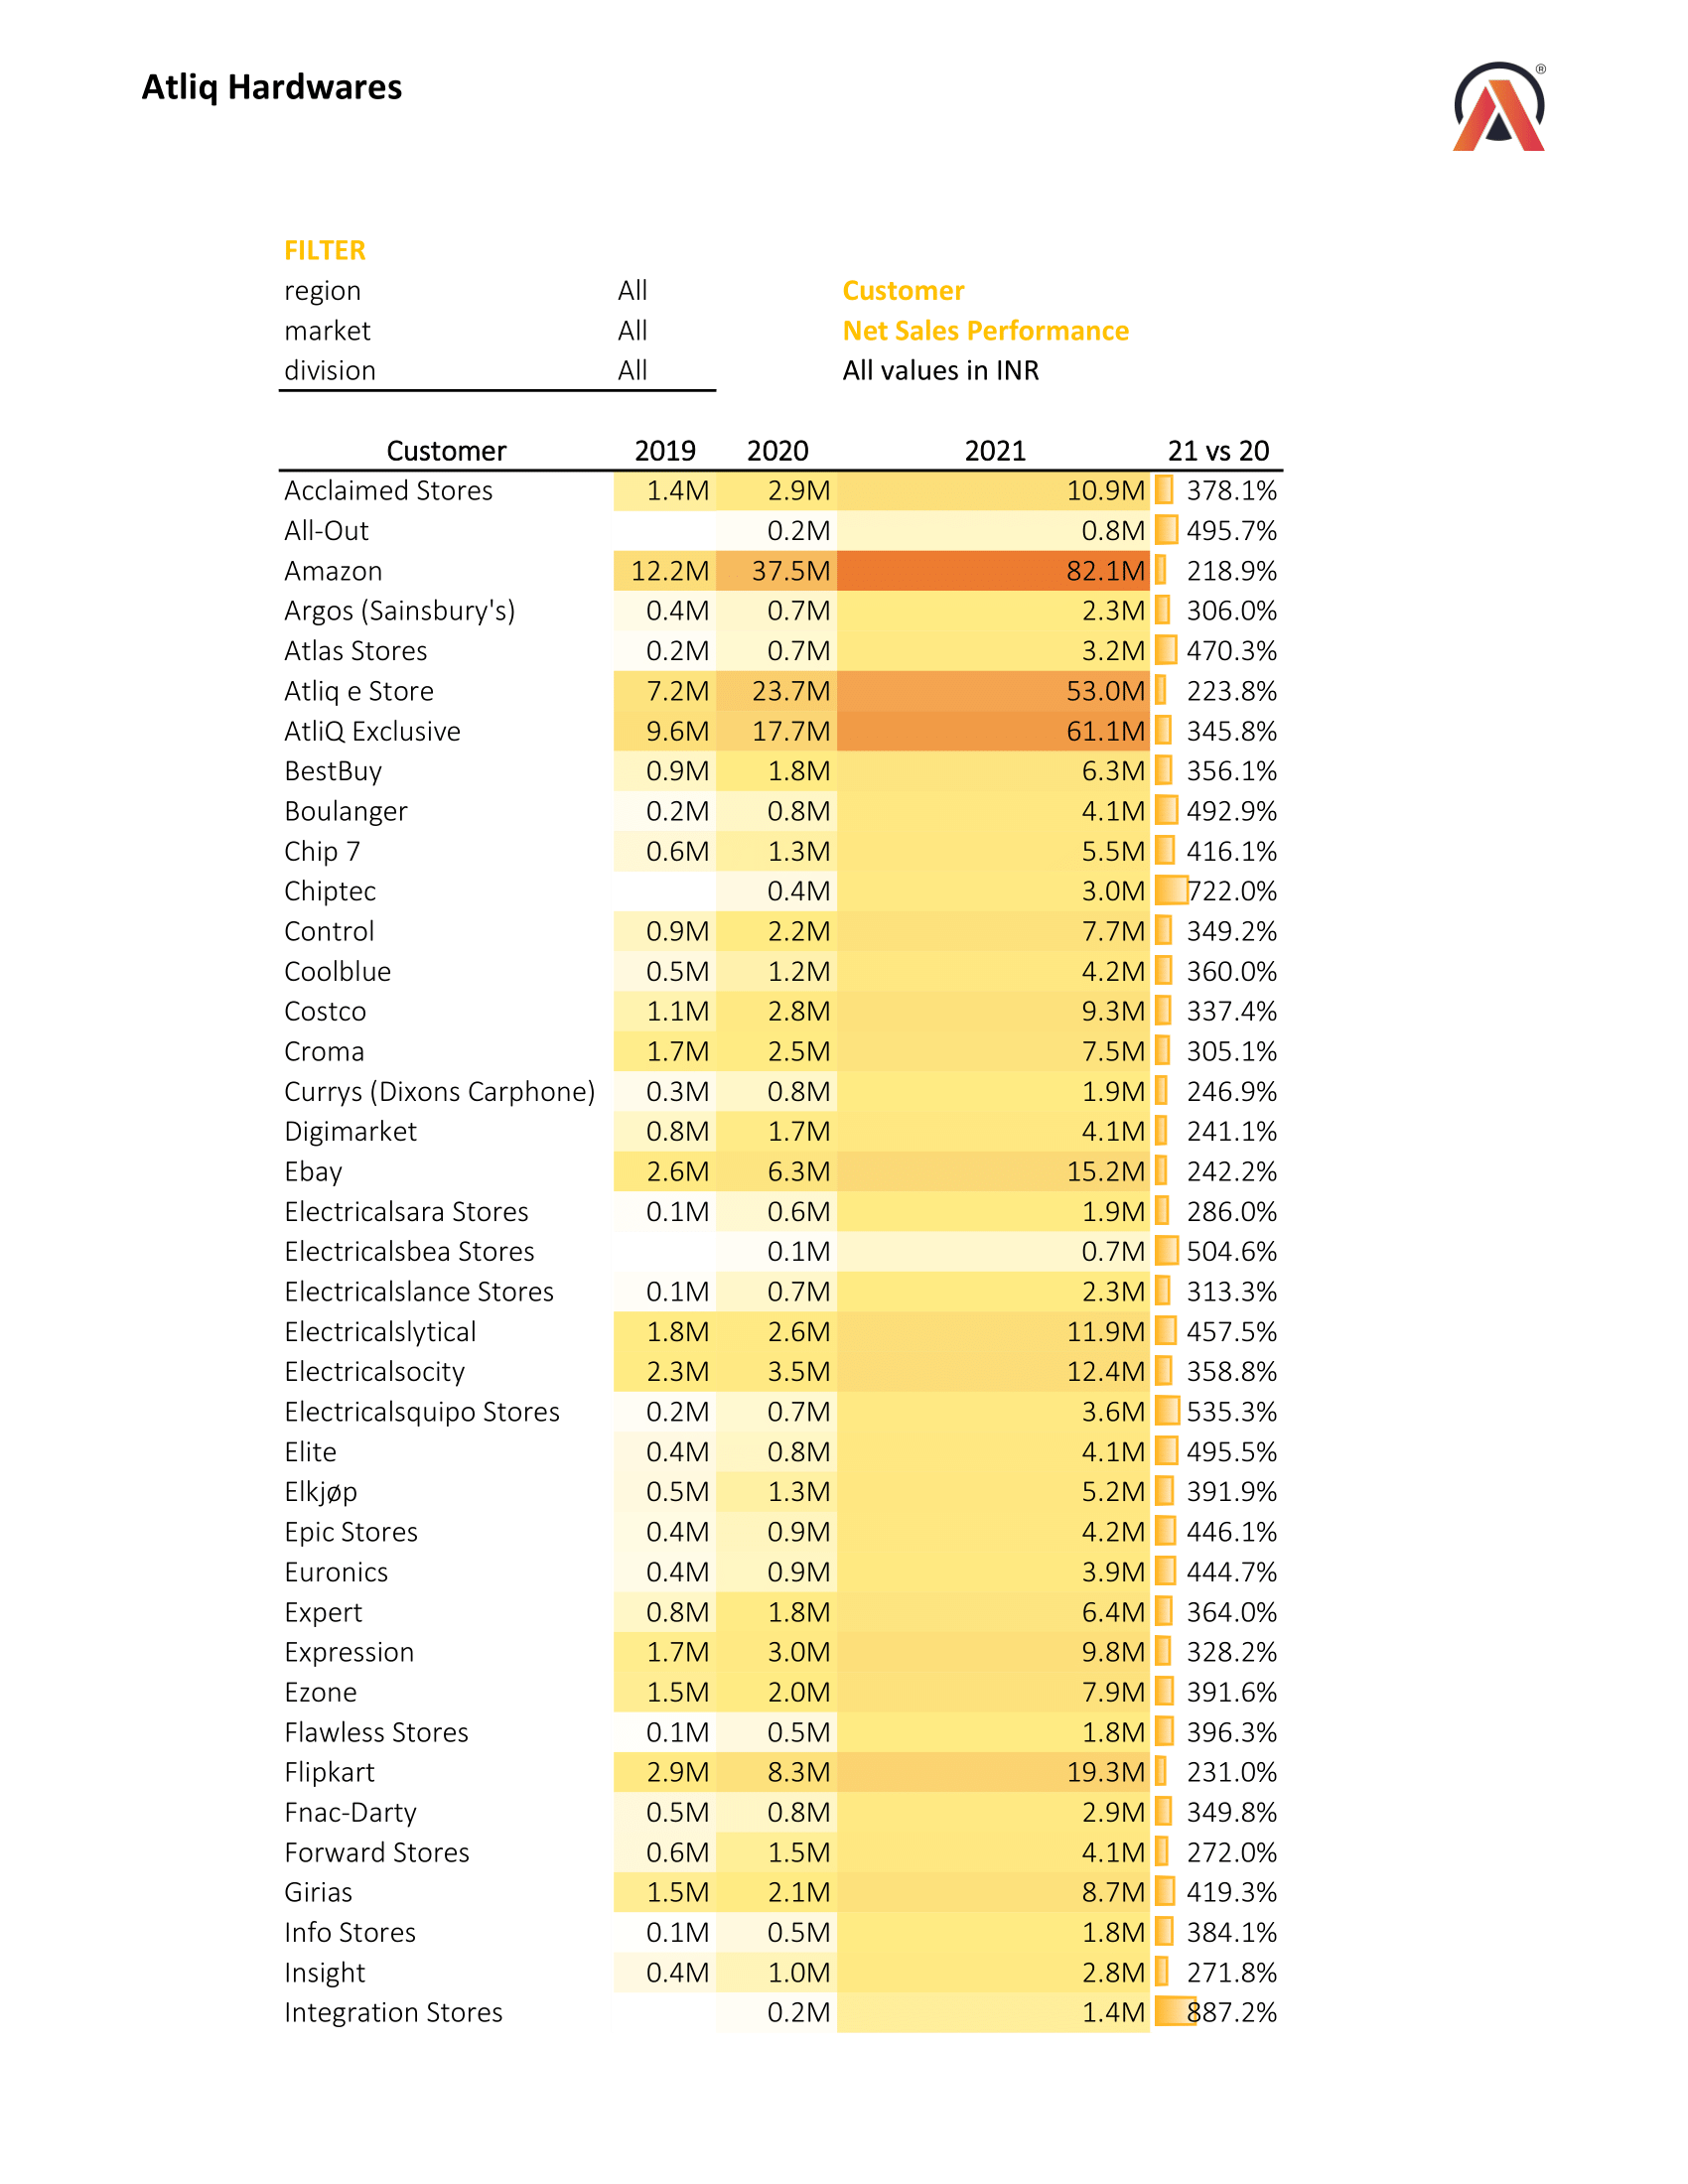 Atliq Hardwares
®
FILTER
region All Customer
market All Net Sales Performance
division All All values in INR
Customer 2019 2020 2021 21 vs 20
Acclaimed Stores 1.4M 2.9M 10.9M 378.1%
All-Out 0.2M 0.8M 495.7%
Amazon 12.2M 37.5M 82.1M 218.9%
Argos (Sainsbury's) 0.4M 0.7M 2.3M 306.0%
Atlas Stores 0.2M 0.7M 3.2M 470.3%
Atliq e Store 7.2M 23.7M 53.0M 223.8%
AtliQ Exclusive 9.6M 17.7M 61.1M 345.8%
BestBuy 0.9M 1.8M 6.3M 356.1%
Boulanger 0.2M 0.8M 4.1M 492.9%
Chip 7 0.6M 1.3M 5.5M 416.1%
Chiptec 0.4M 3.0M 722.0%
Control 0.9M 2.2M 7.7M 349.2%
Coolblue 0.5M 1.2M 4.2M 360.0%
Costco 1.1M 2.8M 9.3M 337.4%
Croma 1.7M 2.5M 7.5M 305.1%
Currys (Dixons Carphone) 0.3M 0.8M 1.9M 246.9%
Digimarket 0.8M 1.7M 4.1M 241.1%
Ebay 2.6M 6.3M 15.2M 242.2%
Electricalsara Stores 0.1M 0.6M 1.9M 286.0%
Electricalsbea Stores 0.1M 0.7M 504.6%
Electricalslance Stores 0.1M 0.7M 2.3M 313.3%
Electricalslytical 1.8M 2.6M 11.9M 457.5%
Electricalsocity 2.3M 3.5M 12.4M 358.8%
Electricalsquipo Stores 0.2M 0.7M 3.6M 535.3%
Elite 0.4M 0.8M 4.1M 495.5%
Elkjøp 0.5M 1.3M 5.2M 391.9%
Epic Stores 0.4M 0.9M 4.2M 446.1%
Euronics 0.4M 0.9M 3.9M 444.7%
Expert 0.8M 1.8M 6.4M 364.0%
Expression 1.7M 3.0M 9.8M 328.2%
Ezone 1.5M 2.0M 7.9M 391.6%
Flawless Stores 0.1M 0.5M 1.8M 396.3%
Flipkart 2.9M 8.3M 19.3M 231.0%
Fnac-Darty 0.5M 0.8M 2.9M 349.8%
Forward Stores 0.6M 1.5M 4.1M 272.0%
Girias 1.5M 2.1M 8.7M 419.3%
Info Stores 0.1M 0.5M 1.8M 384.1%
Insight 0.4M 1.0M 2.8M 271.8%
Integration Stores 0.2M 1.4M 887.2%